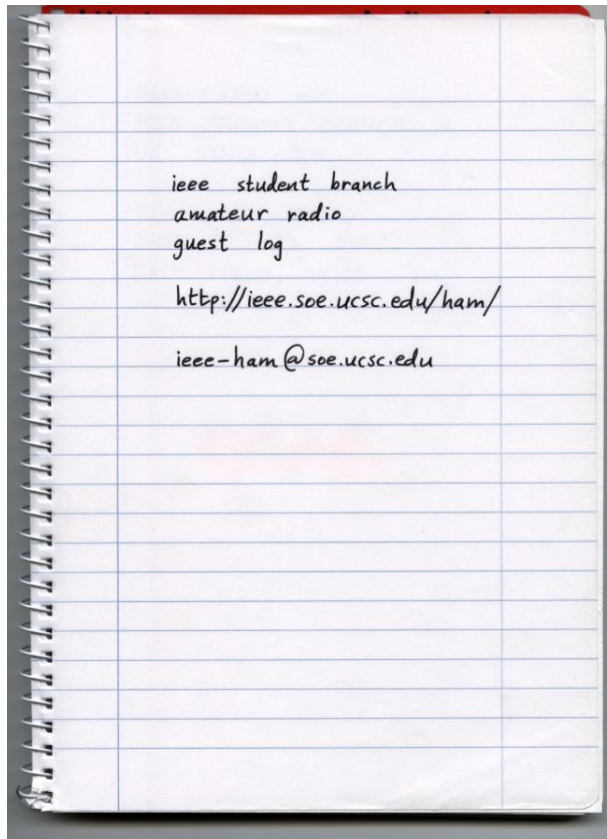 ieee student branch
amateur radio
guest log
http://ieee.soe.ucsc.edu/ham/
ieee-ham@soe.ucsc.edu